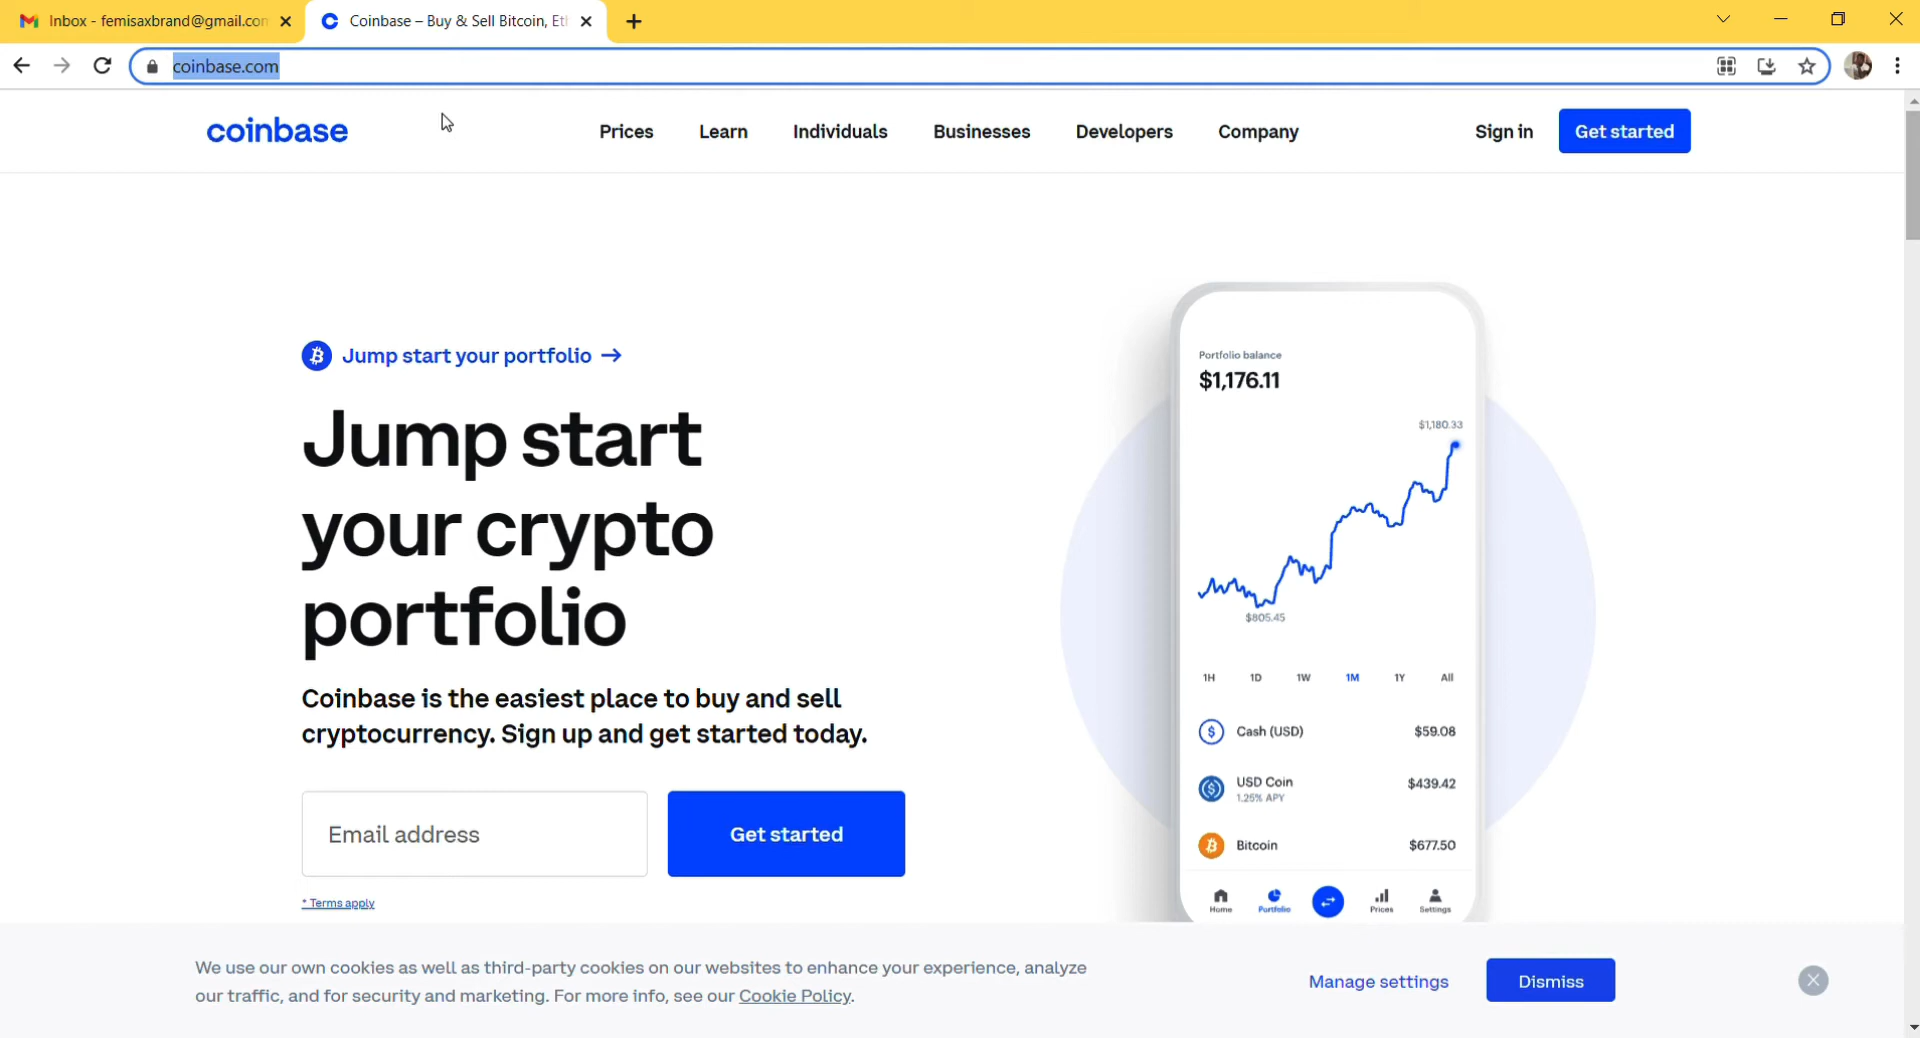 Inbox - femisaxbrand@gmail.con
Coinbase – Buy & Sell Bitcoin, Eth
coinbase.com
coinbase
Prices
Learn
Individuals
Businesses
Developers
Company
Sign in
Get started
Jump start your portfolio →
Jump start
your crypto
portfolio
Coinbase is the easiest place to buy and sell
cryptocurrency. Sign up and get started today.
Email address
Get started
* Terms apply
Portfolio balance
$1,176.11
$1,180.33
$805.45
1H
1D
1W
1M
1Y
All
Cash (USD)
$59.08
USD Coin
$439.42
1.25% APY
Bitcoin
$677.50
Home
Portfolio
Prices
Settings
We use our own cookies as well as third-party cookies on our websites to enhance your experience, analyze
our traffic, and for security and marketing. For more info, see our Cookie Policy.
Manage settings
Dismiss